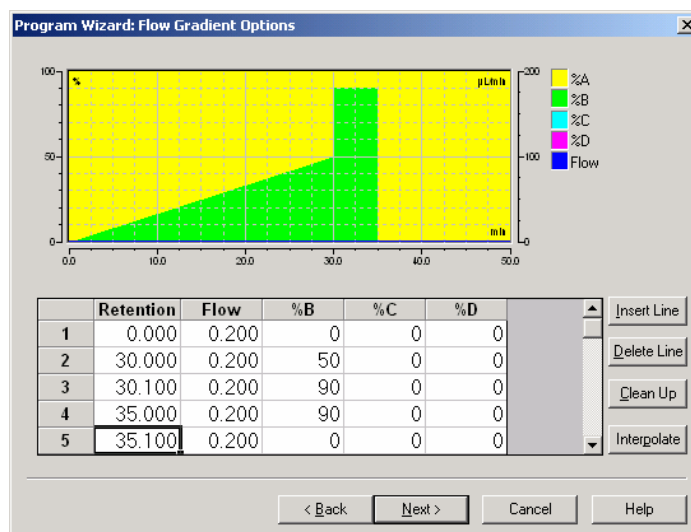 Program Wizard: Flow Gradient Options
100 % µL/min 200
50 100
0 min 0
0.0 10.0 20.0 30.0 40.0 50.0
%A
%B
%C
%D
Flow
Retention Flow %B %C %D
1 0.000 0.200 0 0 0
2 30.000 0.200 50 0 0
3 30.100 0.200 90 0 0
4 35.000 0.200 90 0 0
5 35.100 0.200 0 0 0
Insert Line
Delete Line
Clean Up
Interpolate
< Back Next > Cancel Help